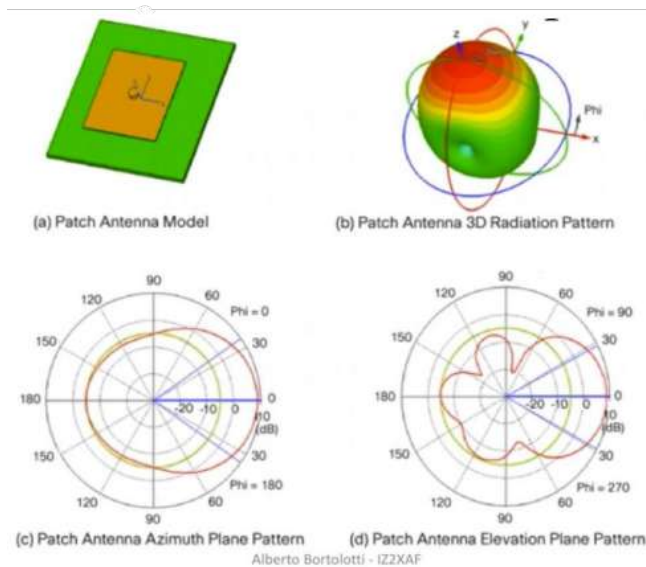 z
y
Phi
x
(a) Patch Antenna Model
(b) Patch Antenna 3D Radiation Pattern
90
120
60
Phi = 0
150
30
180
-20 -10 0
0
10
(dB)
150
30
Phi = 180
120
60
90
90
120
60
Phi = 90
150
30
180
-20 -10 0
0
10
(dB)
150
30
Phi = 270
120
60
90
(c) Patch Antenna Azimuth Plane Pattern
(d) Patch Antenna Elevation Plane Pattern
Alberto Bortolotti - IZ2XAF